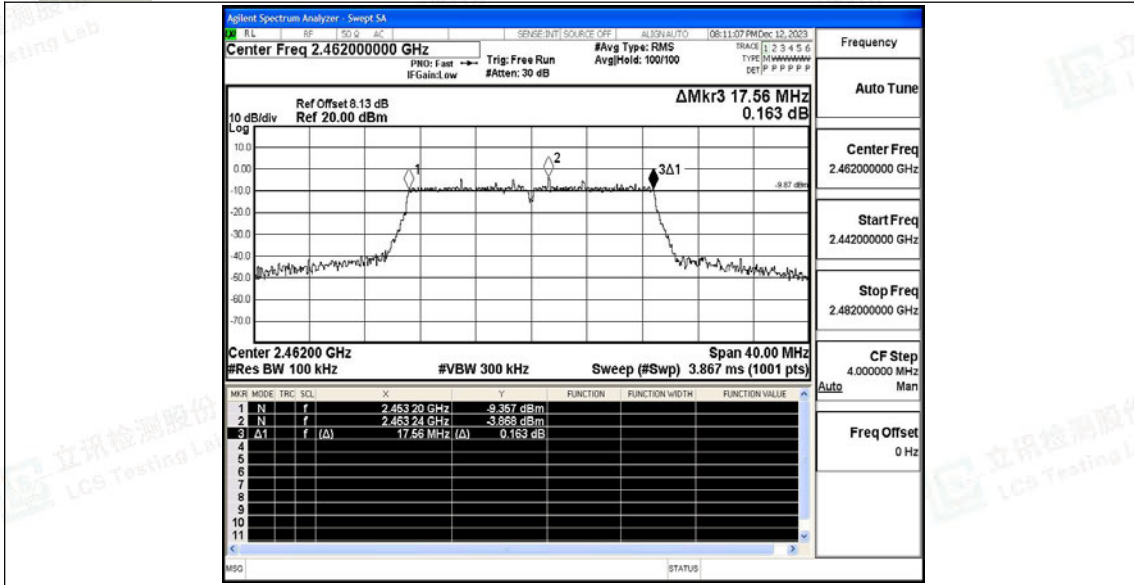 Agilent Spectrum Analyzer - Swept SA
RL RF 50 Ω AC SENSE:INT SOURCE OFF ALIGNAUTO 08:11:07 PM Dec 12, 2023
Center Freq 2.462000000 GHz
#Avg Type: RMS
TRACE 1 2 3 4 5 6
PNO: Fast
Trig: Free Run
Avg|Hold: 100/100
TYPE M WWWWW
IFGain:Low
#Atten: 30 dB
DET P P P P P P
Ref Offset 8.13 dB
ΔMkr3 17.56 MHz
10 dB/div Ref 20.00 dBm
0.163 dB
Log
10.0
0.00
-10.0
-20.0
-30.0
-40.0
-50.0
-60.0
-70.0
1
2
3Δ1
-9.87 dBm
Center 2.46200 GHz
Span 40.00 MHz
#Res BW 100 kHz
#VBW 300 kHz
Sweep (#Swp) 3.867 ms (1001 pts)
MKR MODE TRC SCL X Y FUNCTION FUNCTION WIDTH FUNCTION VALUE
1 N f 2.453 20 GHz -9.357 dBm
2 N f 2.463 24 GHz -3.868 dBm
3 Δ1 f (Δ) 17.56 MHz (Δ) 0.163 dB
4
5
6
7
8
9
10
11
MSG
STATUS
Frequency
Auto Tune
Center Freq
2.462000000 GHz
Start Freq
2.442000000 GHz
Stop Freq
2.482000000 GHz
CF Step
4.000000 MHz
Auto Man
Freq Offset
0 Hz
立讯检测股份
LCS Testing Lab
立讯检测股份
LCS Testing L